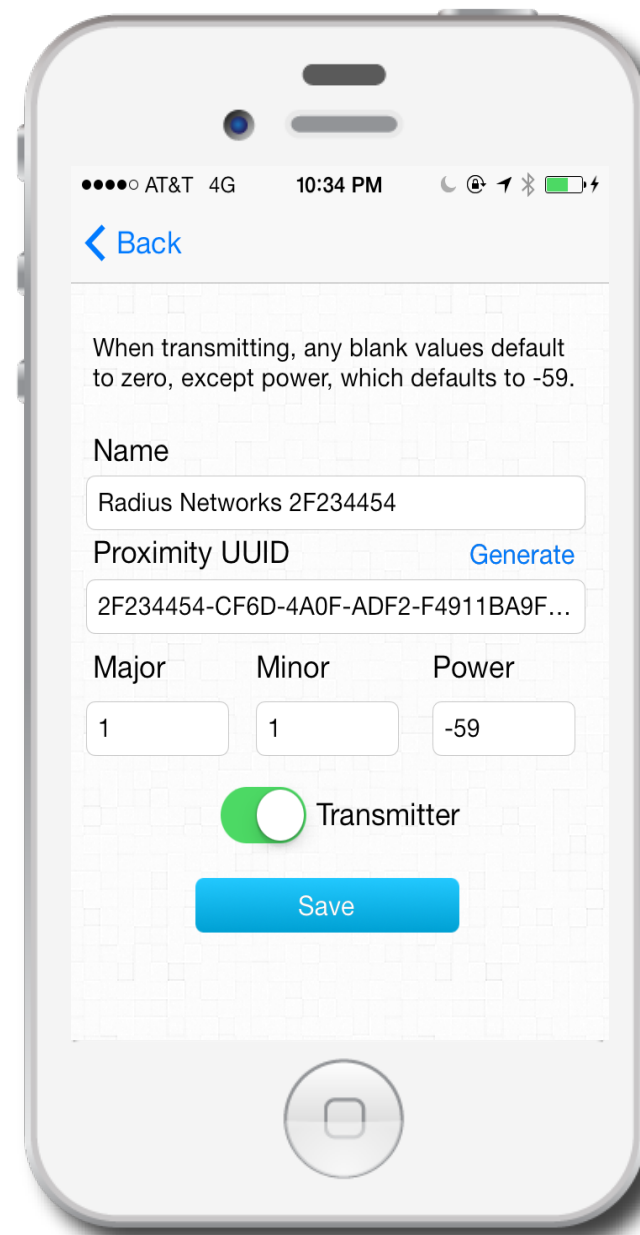 AT&T 4G 10:34 PM
Back
When transmitting, any blank values default
to zero, except power, which defaults to -59.
Name
Radius Networks 2F234454
Proximity UUID Generate
2F234454-CF6D-4A0F-ADF2-F4911BA9F...
Major Minor Power
1 1 -59
Transmitter
Save